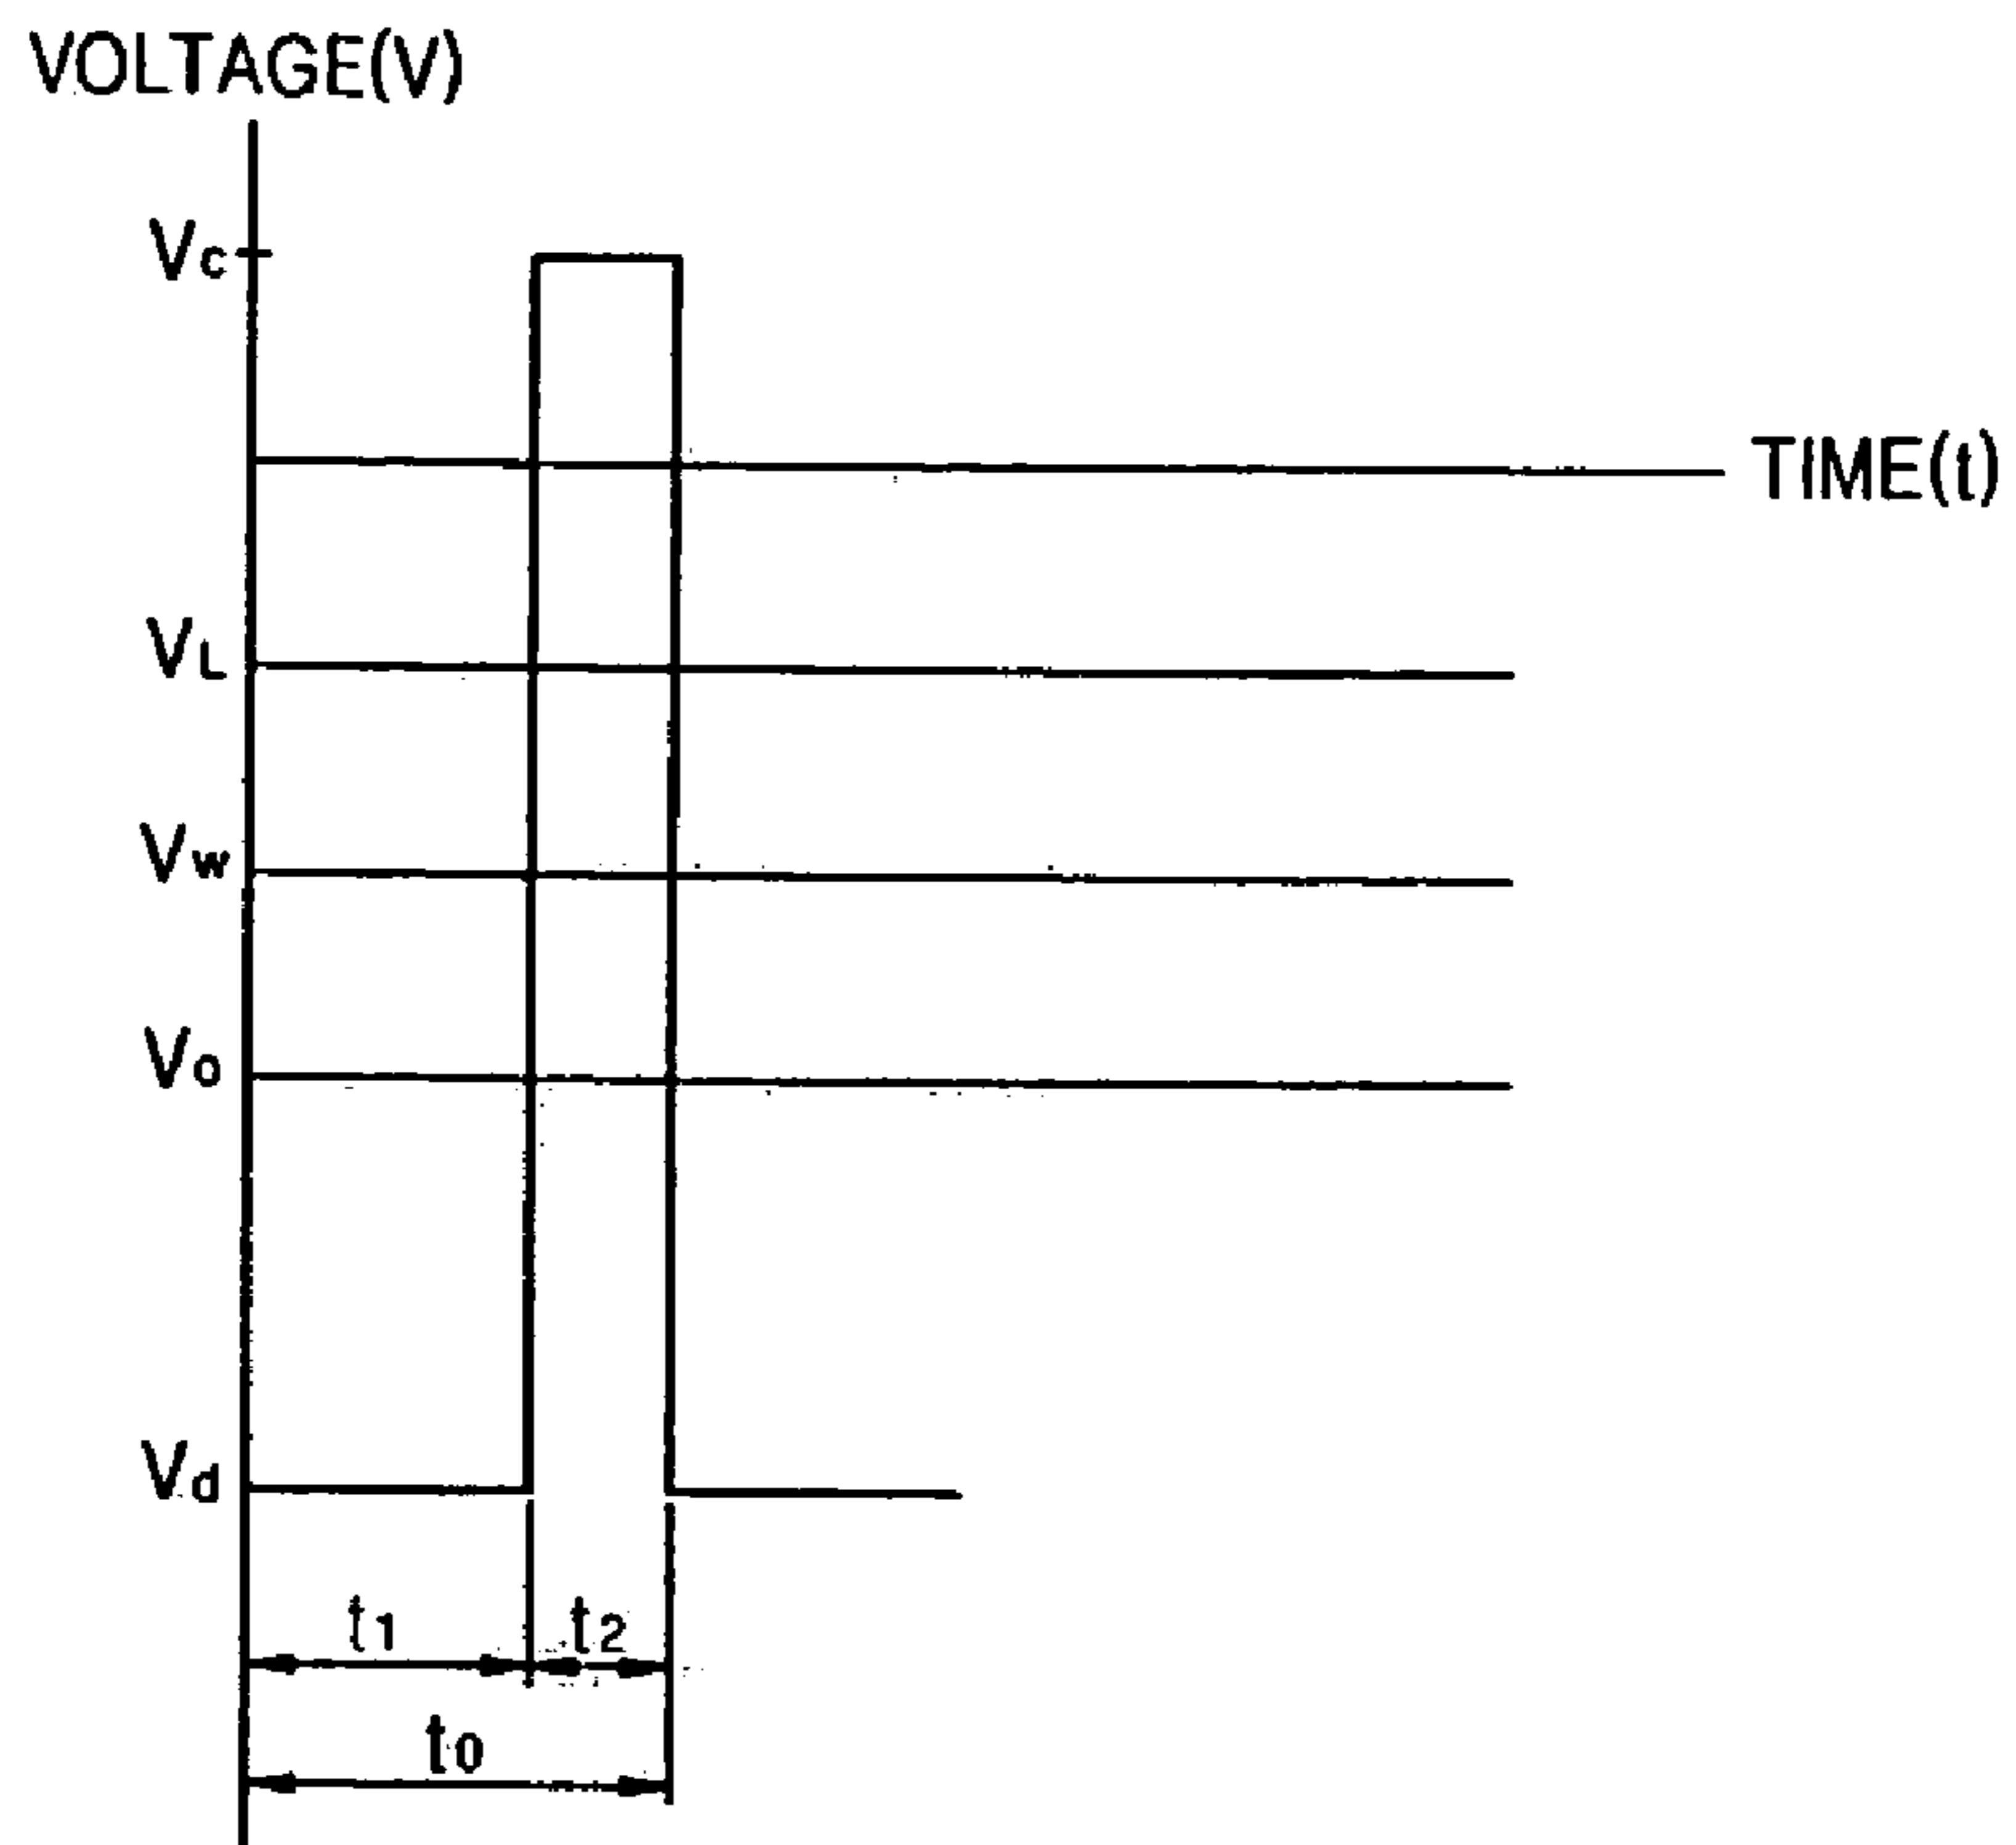 VOLTAGE(V)
Vc
TIME(t)
VL
Vw
Vo
Vd
t1
t2
t0